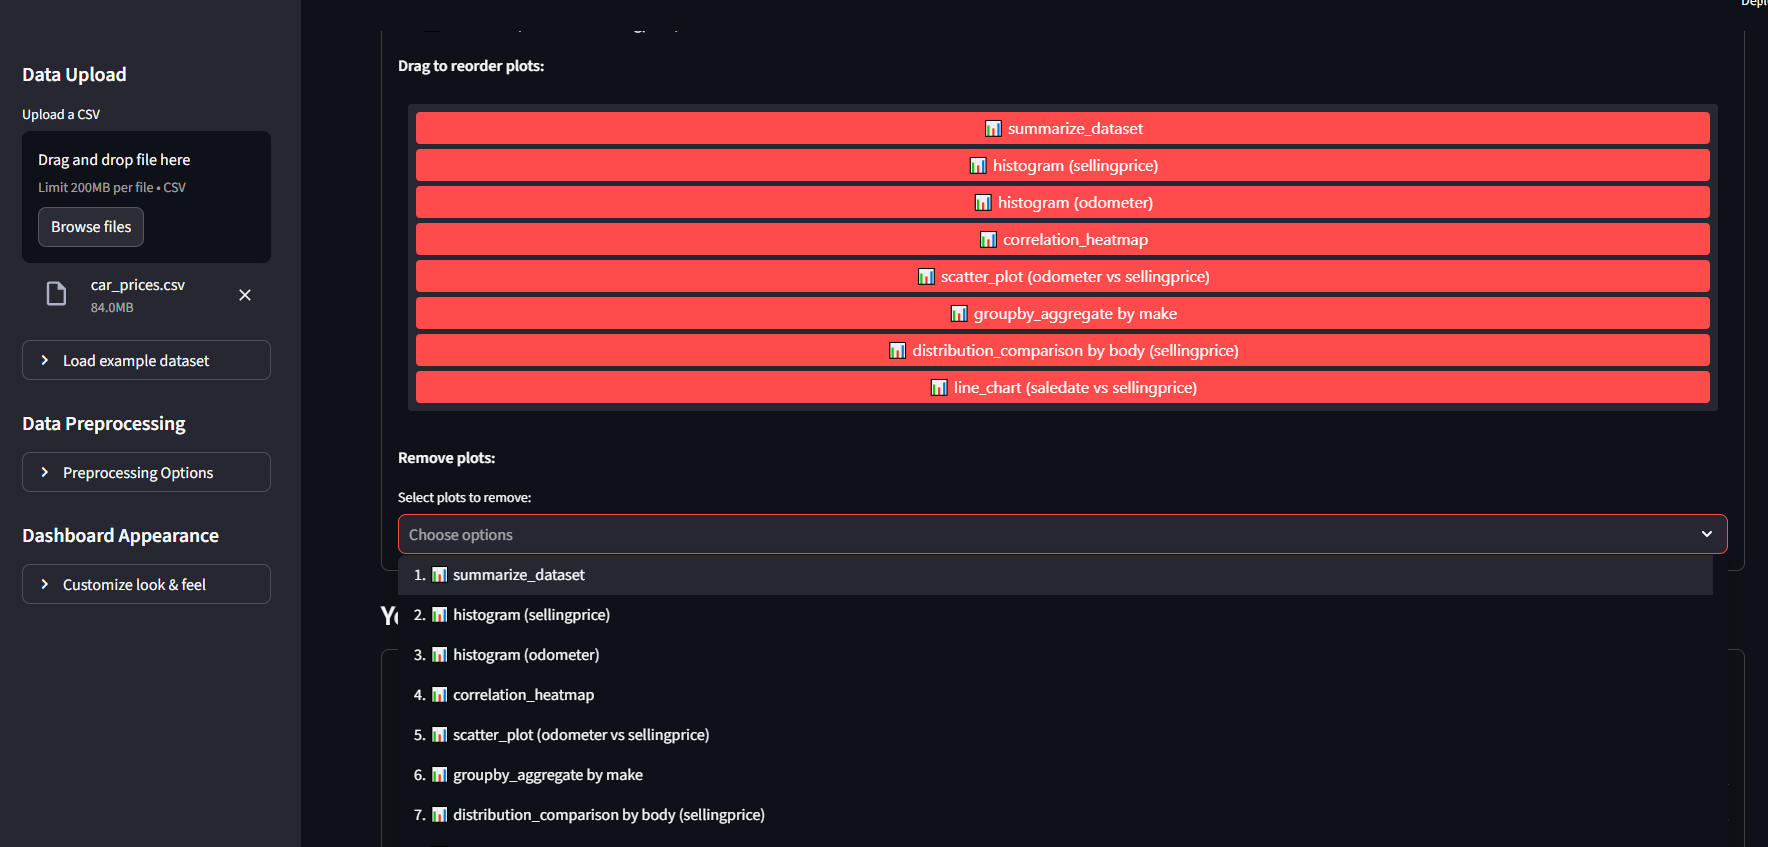 Data Upload
Upload a CSV
Drag and drop file here
Limit 200MB per file • CSV
Browse files
car_prices.csv
84.0MB
Load example dataset
Data Preprocessing
Preprocessing Options
Dashboard Appearance
Customize look & feel
Drag to reorder plots:
summarize_dataset
histogram (sellingprice)
histogram (odometer)
correlation_heatmap
scatter_plot (odometer vs sellingprice)
groupby_aggregate by make
distribution_comparison by body (sellingprice)
line_chart (saledate vs sellingprice)
Remove plots:
Select plots to remove:
Choose options
1. summarize_dataset
2. histogram (sellingprice)
3. histogram (odometer)
4. correlation_heatmap
5. scatter_plot (odometer vs sellingprice)
6. groupby_aggregate by make
7. distribution_comparison by body (sellingprice)